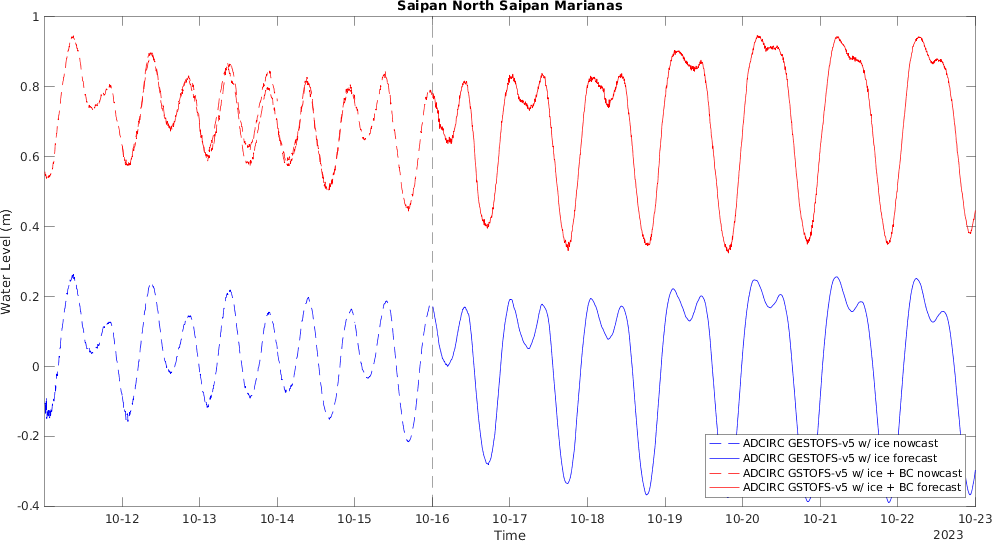 Saipan North Saipan Marianas
Water Level (m)
1
0.8
0.6
0.4
0.2
0
-0.2
-0.4
ADCIRC GESTOFS-v5 w/ ice nowcast
ADCIRC GESTOFS-v5 w/ ice forecast
ADCIRC GSTOFS-v5 w/ ice + BC nowcast
ADCIRC GSTOFS-v5 w/ ice + BC forecast
10-12 10-13 10-14 10-15 10-16 10-17 10-18 10-19 10-20 10-21 10-22 10-23
Time
2023